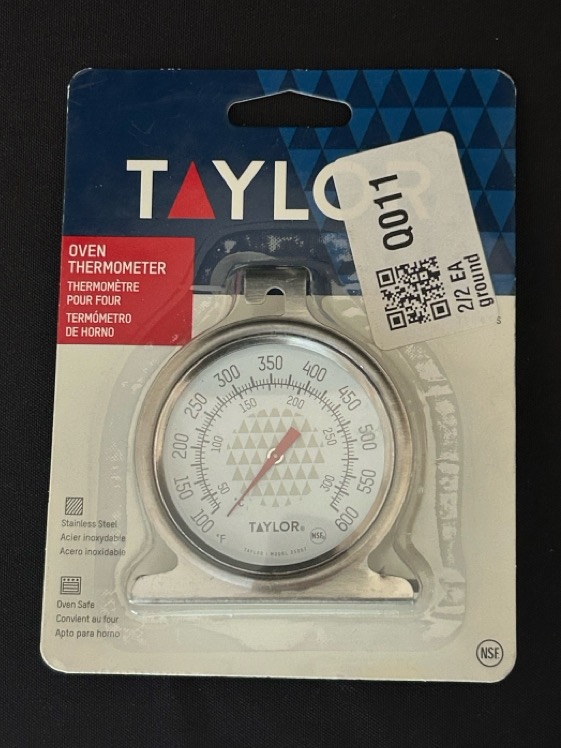 TAYLOR
Q011
2/2 EA
ground
OVEN
THERMOMETER
THERMOMÈTRE
POUR FOUR
TERMÓMETRO
DE HORNO
S
350
300
400
250
450
200
500
150
550
100
600
°F
150
200
100
250
50
300
°C
TAYLOR®
NSF.
Stainless Steel
Acier inoxydable
Acero inoxidable
Oven Safe
Convient au four
Apto para horno
NSF